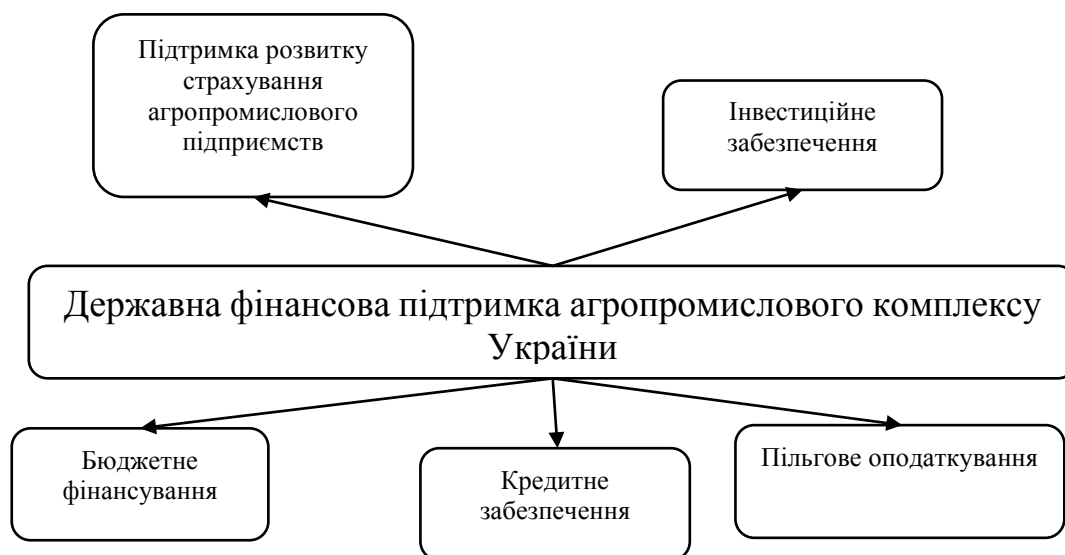 Підтримка розвитку
страхування
агропромислового
підприємств
Інвестиційне
забезпечення
Державна фінансова підтримка агропромислового комплексу
України
Бюджетне
фінансування
Кредитне
забезпечення
Пільгове оподаткування